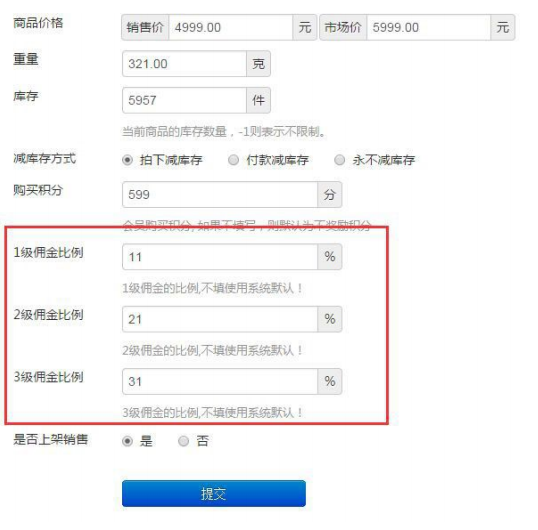 商品价格 销售价 4999.00 元 市场价 5999.00 元
重量 321.00 克
库存 5957 件
当前商品的库存数量，-1则表示不限制。
减库存方式 拍下减库存 付款减库存 永不减库存
购买积分 599 分
会员购买积分, 如果不填写，则默认为不奖励积分
1级佣金比例 11 %
1级佣金的比例,不填使用系统默认！
2级佣金比例 21 %
2级佣金的比例,不填使用系统默认！
3级佣金比例 31 %
3级佣金的比例,不填使用系统默认！
是否上架销售 是 否
提交